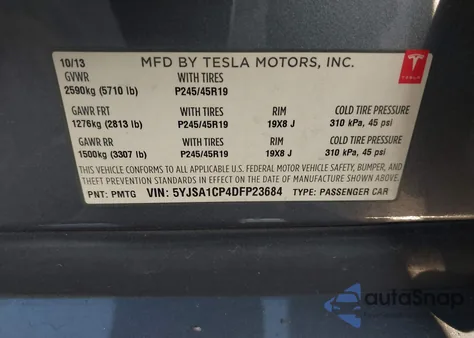 10/13 MFD BY TESLA MOTORS, INC.
GVWR WITH TIRES
2590kg (5710 lb) P245/45R19
TESLA
GAWR FRT WITH TIRES RIM COLD TIRE PRESSURE
1276kg (2813 lb) P245/45R19 19X8 J 310 kPa, 45 psi
GAWR RR WITH TIRES RIM COLD TIRE PRESSURE
1500kg (3307 lb) P245/45R19 19X8 J 310 kPa, 45 psi
THIS VEHICLE CONFORMS TO ALL APPLICABLE U.S. FEDERAL MOTOR VEHICLE SAFETY, BUMPER, AND
THEFT PREVENTION STANDARDS IN EFFECT ON THE DATE OF MANUFACTURE SHOWN ABOVE.
PNT: PMTG VIN: 5YJSA1CP4DFP23684 TYPE: PASSENGER CAR
autoSnap